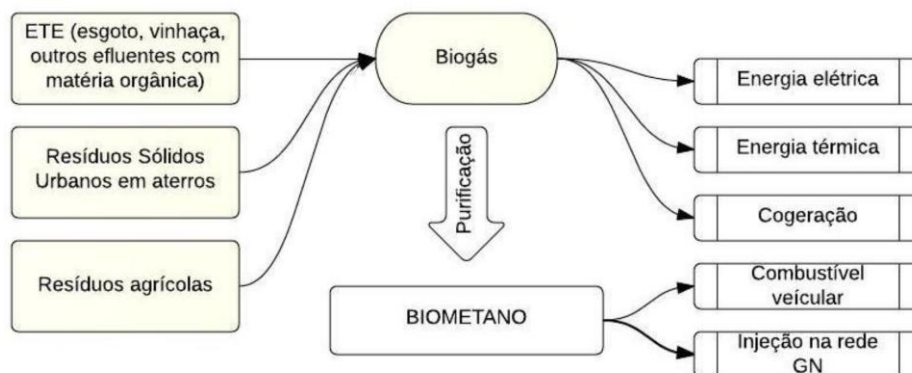 ETE (esgoto, vinhaça,
outros efluentes com
matéria orgânica)
Resíduos Sólidos
Urbanos em aterros
Resíduos agrícolas
Biogás
Purificação
BIOMETANO
Energia elétrica
Energia térmica
Cogeração
Combustível
veícular
Injeção na rede
GN